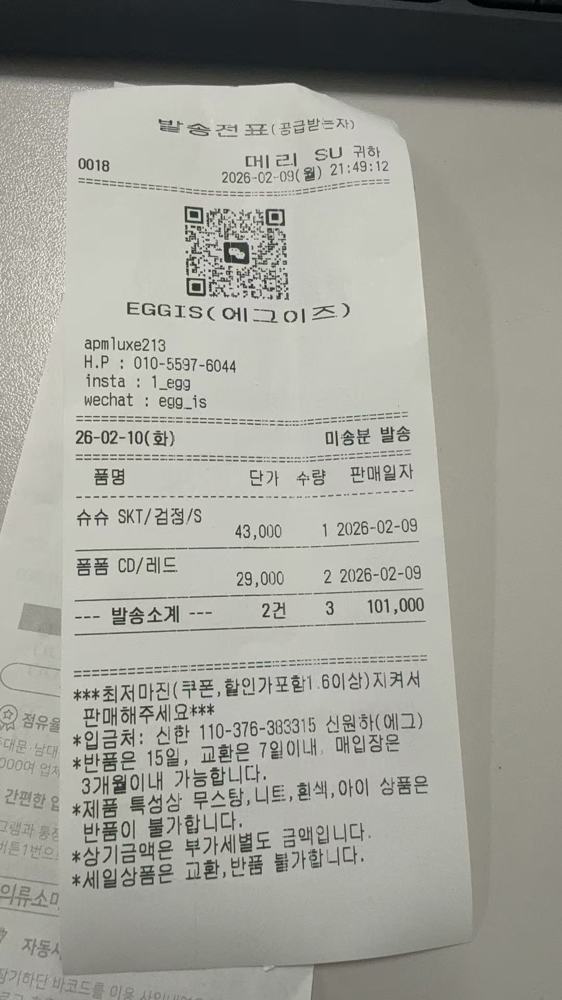 발송전표(공급받는자)
0018 메리 SU 귀하
2026-02-09(월) 21:49:12
EGGIS(에그이즈)
apmluxe213
H.P : 010-5597-6044
insta : 1_egg
wechat : egg_is
26-02-10(화) 미송분 발송
품명 단가 수량 판매일자
슈슈 SKT/검정/S
43,000 1 2026-02-09
폼폼 CD/레드
29,000 2 2026-02-09
--- 발송소계 --- 2건 3 101,000
***최저마진(쿠폰,할인가포함1.6이상)지켜서
판매해주세요***
*입금처: 신한 110-376-383315 신원하(에그)
*반품은 15일, 교환은 7일이내, 매입장은
3개월이내 가능합니다.
*제품 특성상 무스탕,니트,흰색,아이 상품은
반품이 불가합니다.
*상기금액은 부가세별도 금액입니다.
*세일상품은 교환,반품 불가합니다.
점유율
간편한
자동